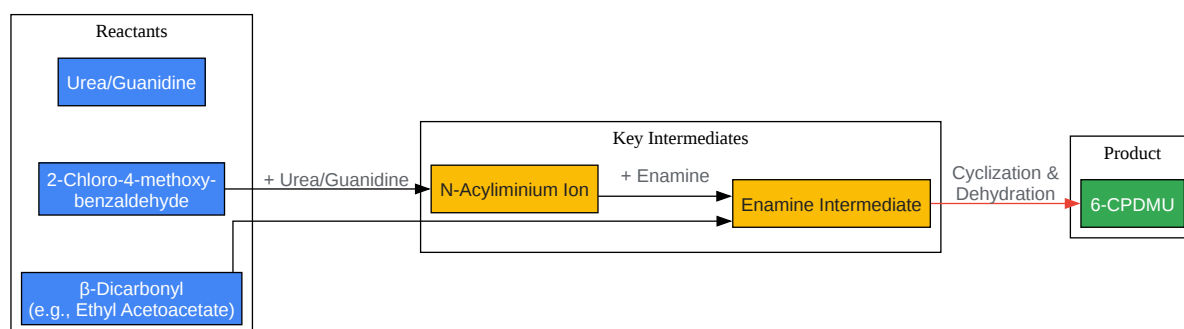 Reactants
Urea/Guanidine
2-Chloro-4-methoxy-
benzaldehyde
β-Dicarbonyl
(e.g., Ethyl Acetoacetate)
+ Urea/Guanidine
Key Intermediates
N-Acyliminium Ion
+ Enamine
Enamine Intermediate
Cyclization &
Dehydration
Product
6-CPDMU